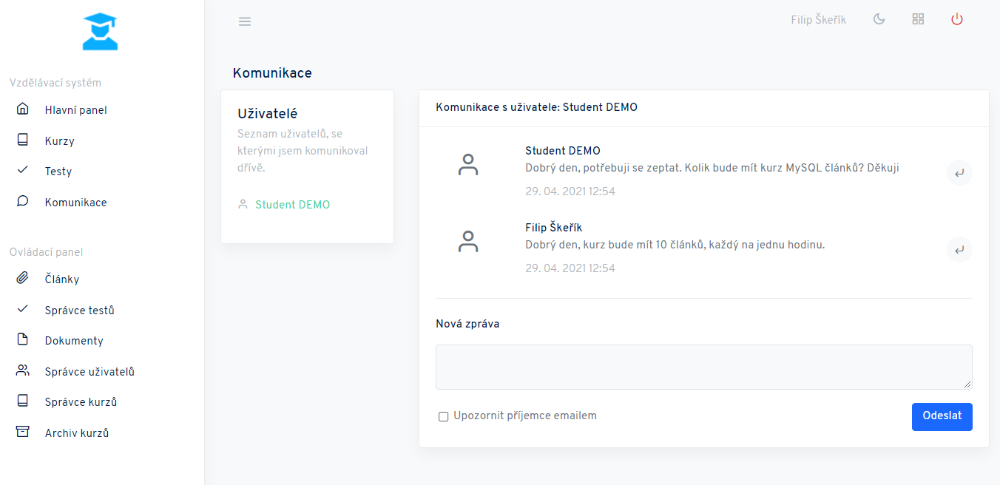 Vzdělávací systém
Hlavní panel
Kurzy
Testy
Komunikace
Ovládací panel
Články
Správce testů
Dokumenty
Správce uživatelů
Správce kurzů
Archiv kurzů
Filip Škeřík
Komunikace
Uživatelé
Seznam uživatelů, se
kterými jsem komunikoval
dříve.
Student DEMO
Komunikace s uživatele: Student DEMO
Student DEMO
Dobrý den, potřebuji se zeptat. Kolik bude mít kurz MySQL článků? Děkuji
29. 04. 2021 12:54
Filip Škeřík
Dobrý den, kurz bude mít 10 článků, každý na jednu hodinu.
29. 04. 2021 12:54
Nová zpráva
Upozornit příjemce emailem
Odeslat